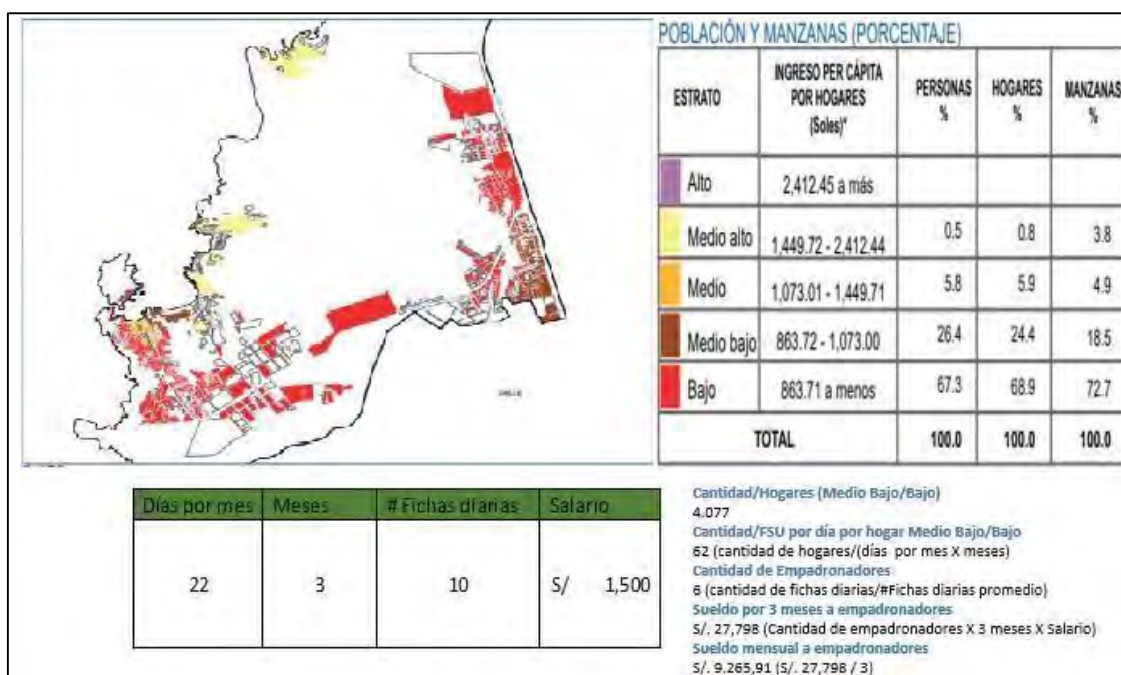 POBLACIÓN Y MANZANAS (PORCENTAJE)
ESTRATO
INGRESO PER CÁPITA
POR HOGARES
(Soles)*
PERSONAS
%
HOGARES
%
MANZANAS
%
Alto 2,412.45 a más
Medio alto 1,449.72 - 2,412.44 0.5 0.8 3.8
Medio 1,073.01 - 1,449.71 5.8 5.9 4.9
Medio bajo 863.72 - 1,073.00 26.4 24.4 18.5
Bajo 863.71 a menos 67.3 68.9 72.7
TOTAL 100.0 100.0 100.0
Días por mes Meses # Fichas diarias Salario
22 3 10 S/ 1,500
Cantidad/Hogares (Medio Bajo/Bajo)
4.077
Cantidad/FSU por día por hogar Medio Bajo/Bajo
62 (cantidad de hogares/(días por mes X meses)
Cantidad de Empadronadores
6 (cantidad de fichas diarias/#Fichas diarias promedio)
Sueldo por 3 meses a empadronadores
S/. 27,798 (Cantidad de empadronadores X 3 meses X Salario)
Sueldo mensual a empadronadores
S/. 9.265,91 (S/. 27,798 / 3)